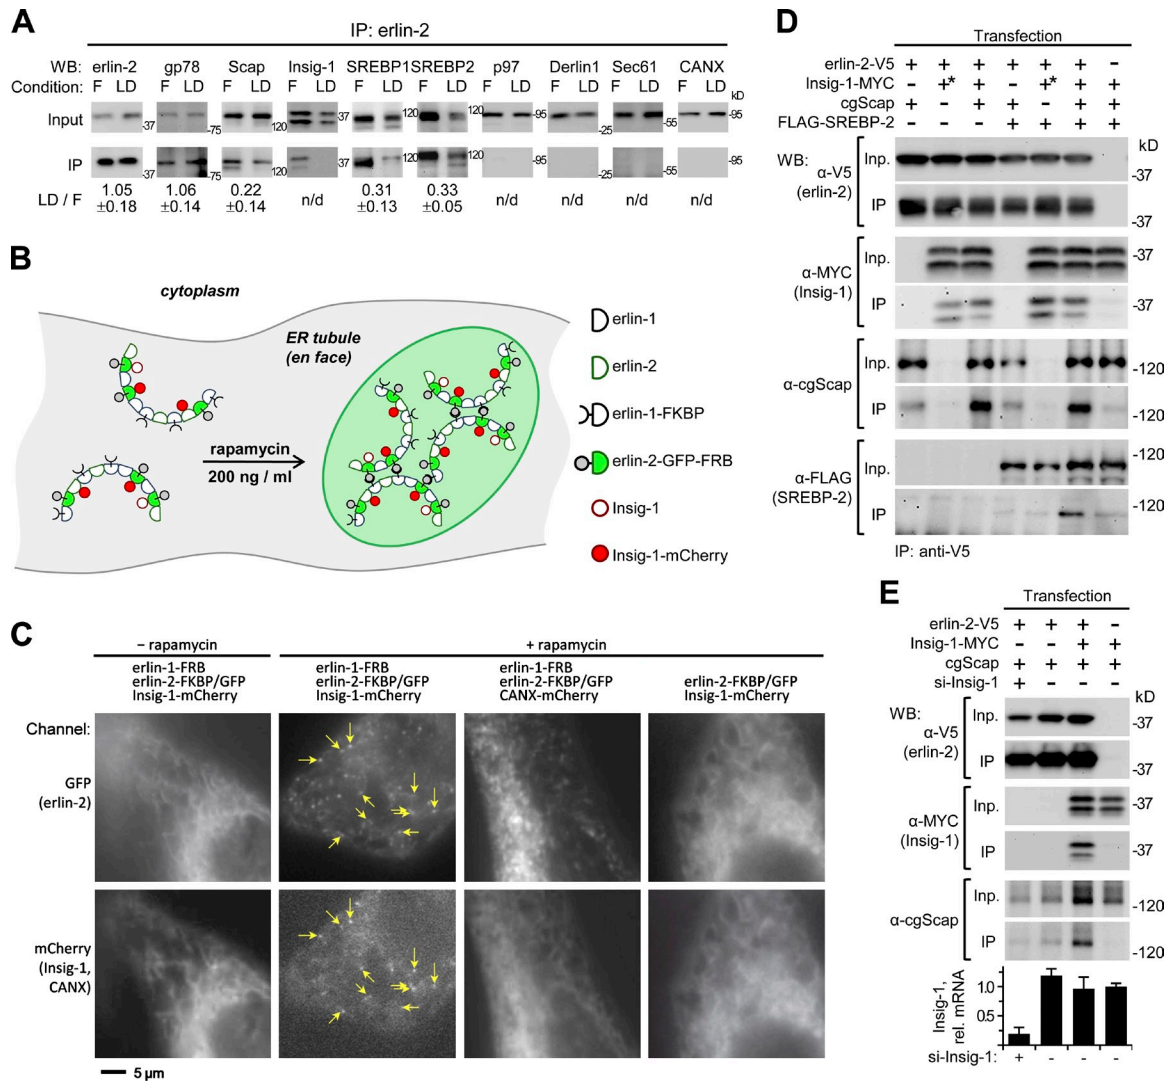 A
IP: erlin-2
WB: erlin-2 gp78 Scap Insig-1 SREBP1 SREBP2 p97 Derlin1 Sec61 CANX
Condition: F LD F LD F LD F LD F LD F LD F LD F LD F LD F LD kD
Input -37 -75 120 120 37 120 120 -95 -25 -95
IP -37 -75 120 37 120 120 -95 -25 -95
LD / F 1.05 ±0.18 1.06 ±0.14 0.22 ±0.14 n/d 0.31 ±0.13 0.33 ±0.05 n/d n/d n/d n/d
B
cytoplasm
ER tubule
(en face)
rapamycin
200 ng / ml
erlin-1
erlin-2
erlin-1-FKBP
erlin-2-GFP-FRB
Insig-1
Insig-1-mCherry
C
– rapamycin
+ rapamycin
erlin-1-FRB
erlin-2-FKBP/GFP
Insig-1-mCherry
erlin-1-FRB
erlin-2-FKBP/GFP
Insig-1-mCherry
erlin-1-FRB
erlin-2-FKBP/GFP
CANX-mCherry
erlin-2-FKBP/GFP
Insig-1-mCherry
Channel:
GFP
(erlin-2)
mCherry
(Insig-1,
CANX)
5 µm
D
Transfection
erlin-2-V5 + + + + + + -
Insig-1-MYC - +* + - +* + +
cgScap + - + + - + +
FLAG-SREBP-2 - - - + + + +
kD
WB:
α-V5
(erlin-2)
Inp. -37
IP -37
α-MYC
(Insig-1)
Inp. -37
IP -37
α-cgScap
Inp. -120
IP -120
α-FLAG
(SREBP-2)
Inp. -120
IP -120
IP: anti-V5
E
Transfection
erlin-2-V5 + + + -
Insig-1-MYC - - + +
cgScap + + + +
si-Insig-1 + - - -
kD
WB:
α-V5
(erlin-2)
Inp. -37
IP -37
α-MYC
(Insig-1)
Inp. -37
IP -37
α-cgScap
Inp. -120
IP -120
Insig-1,
rel. mRNA
1.0
0.5
0
si-Insig-1: + - - -